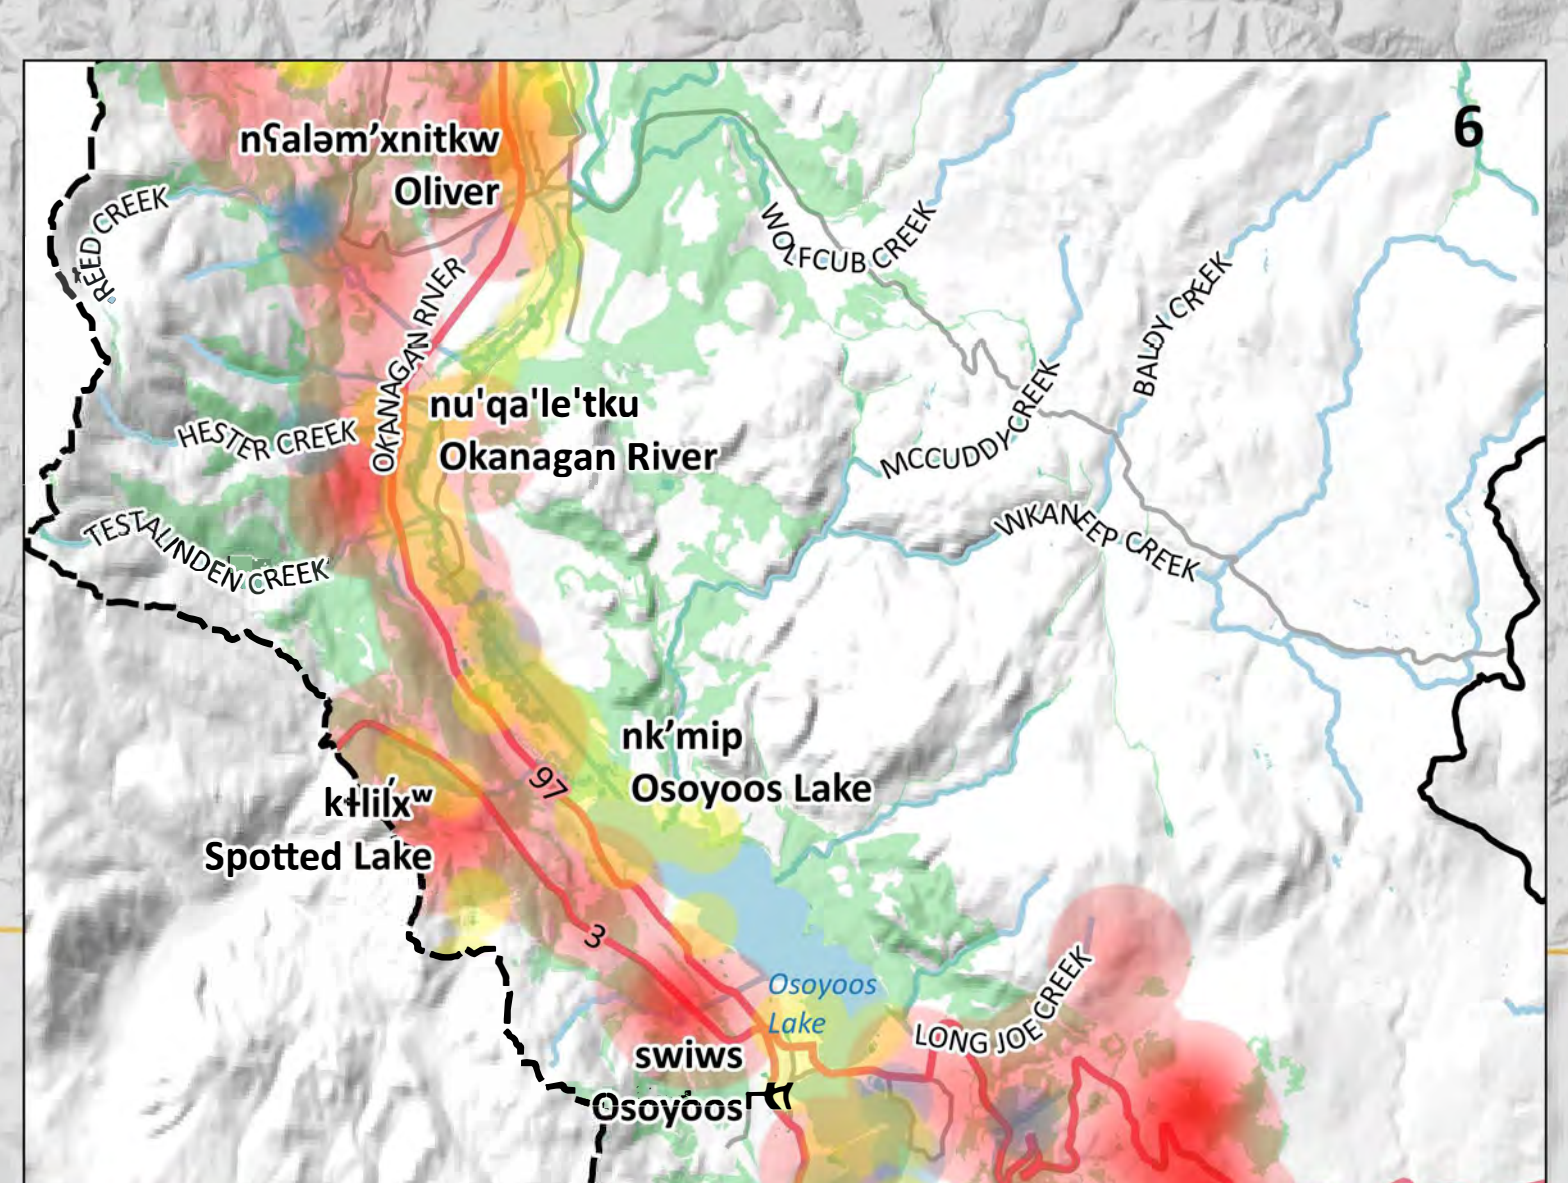 6
nʕaləm’xnitkw
Oliver
REED CREEK
WOLFCUB CREEK
OKANAGAN RIVER
BALDY CREEK
nu'qa'le'tku
Okanagan River
HESTER CREEK
MCCUDDY CREEK
TESTALINDEN CREEK
WKANEEP CREEK
nk’mip
Osoyoos Lake
97
kɬlil̓xʷ
Spotted Lake
3
Osoyoos
Lake
LONG JOE CREEK
swiws
Osoyoos